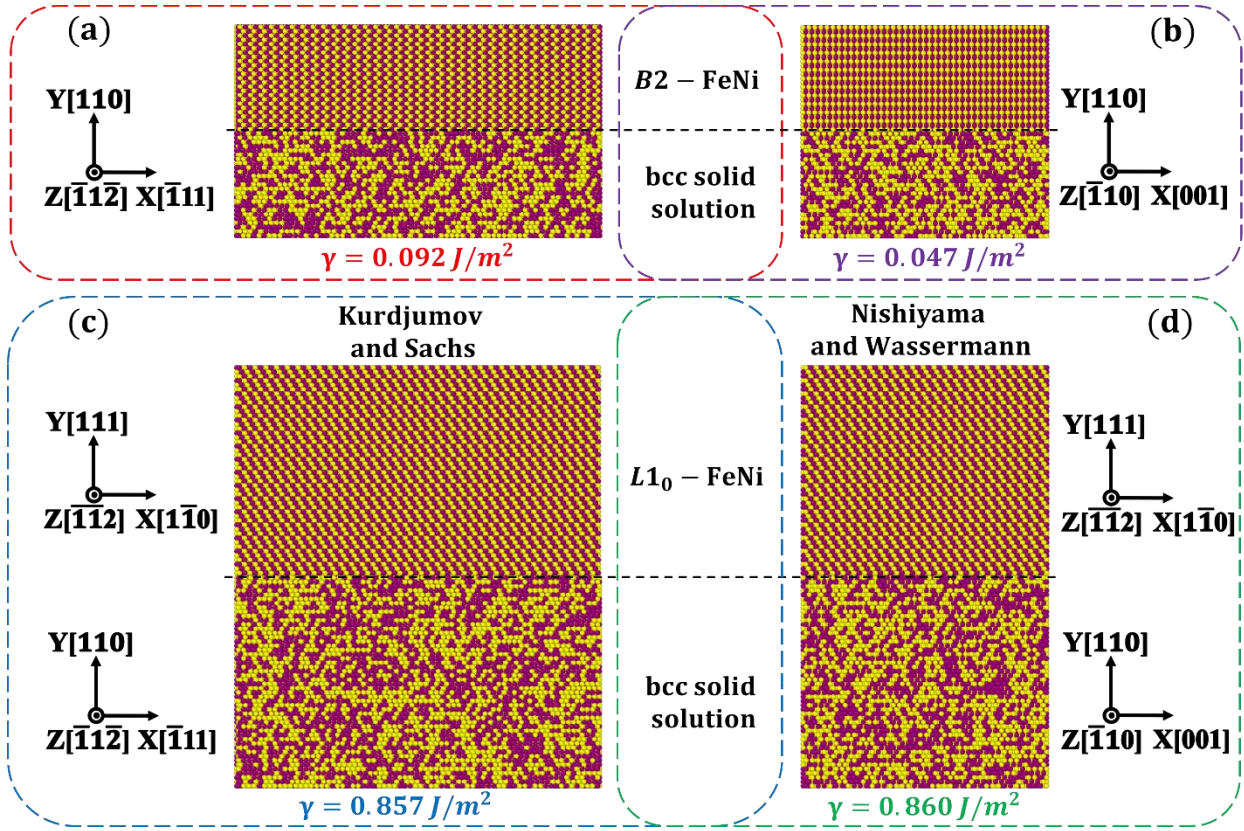 (a)
(b)
Y[110]
Z[1̅12̅] X[1̅11]
B2 − FeNi
bcc solid
solution
Y[110]
Z[1̅10] X[001]
γ = 0.092 J/m²
γ = 0.047 J/m²
(c)
Kurdjumov
and Sachs
Nishiyama
and Wassermann
(d)
Y[111]
Z[1̅1̅2] X[11̅0]
L1₀ − FeNi
Y[111]
Z[1̅1̅2] X[11̅0]
Y[110]
Z[1̅12̅] X[1̅11]
bcc solid
solution
Y[110]
Z[1̅10] X[001]
γ = 0.857 J/m²
γ = 0.860 J/m²